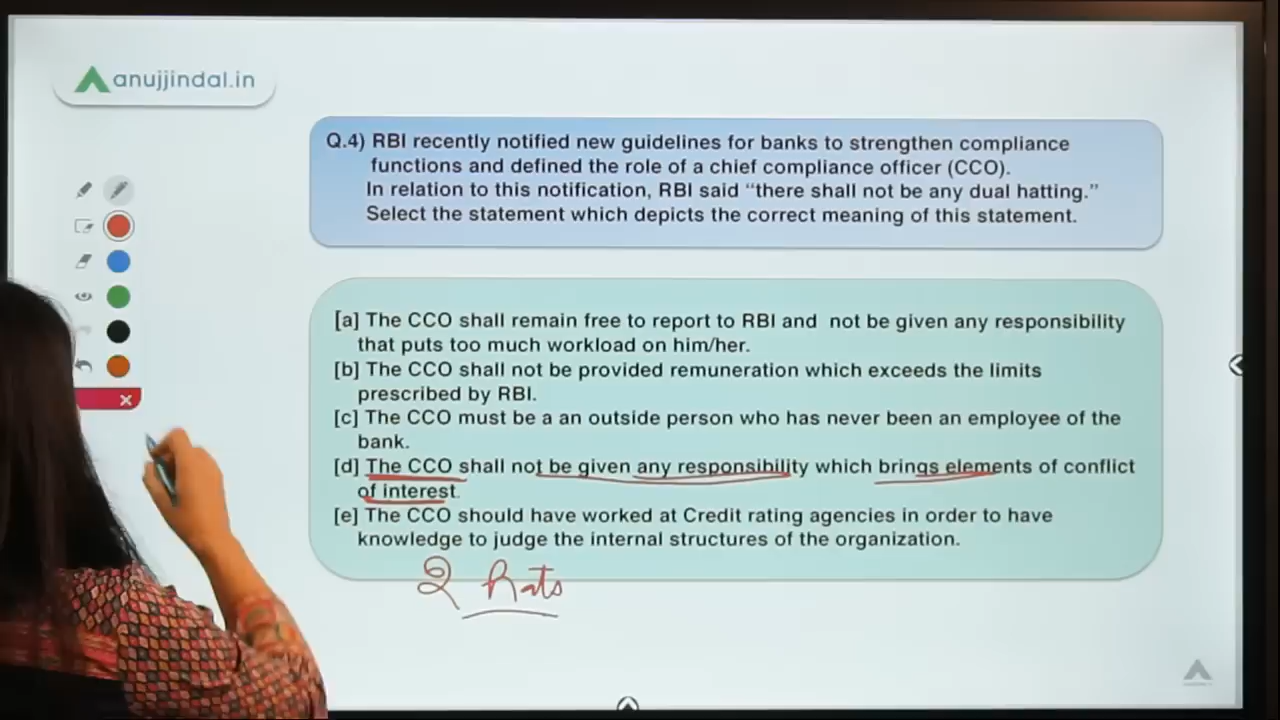 anujjindal.in
Q.4) RBI recently notified new guidelines for banks to strengthen compliance
functions and defined the role of a chief compliance officer (CCO).
In relation to this notification, RBI said “there shall not be any dual hatting.”
Select the statement which depicts the correct meaning of this statement.
[a] The CCO shall remain free to report to RBI and not be given any responsibility
that puts too much workload on him/her.
[b] The CCO shall not be provided remuneration which exceeds the limits
prescribed by RBI.
[c] The CCO must be a an outside person who has never been an employee of the
bank.
[d] The CCO shall not be given any responsibility which brings elements of conflict
of interest.
[e] The CCO should have worked at Credit rating agencies in order to have
knowledge to judge the internal structures of the organization.
2 Hats